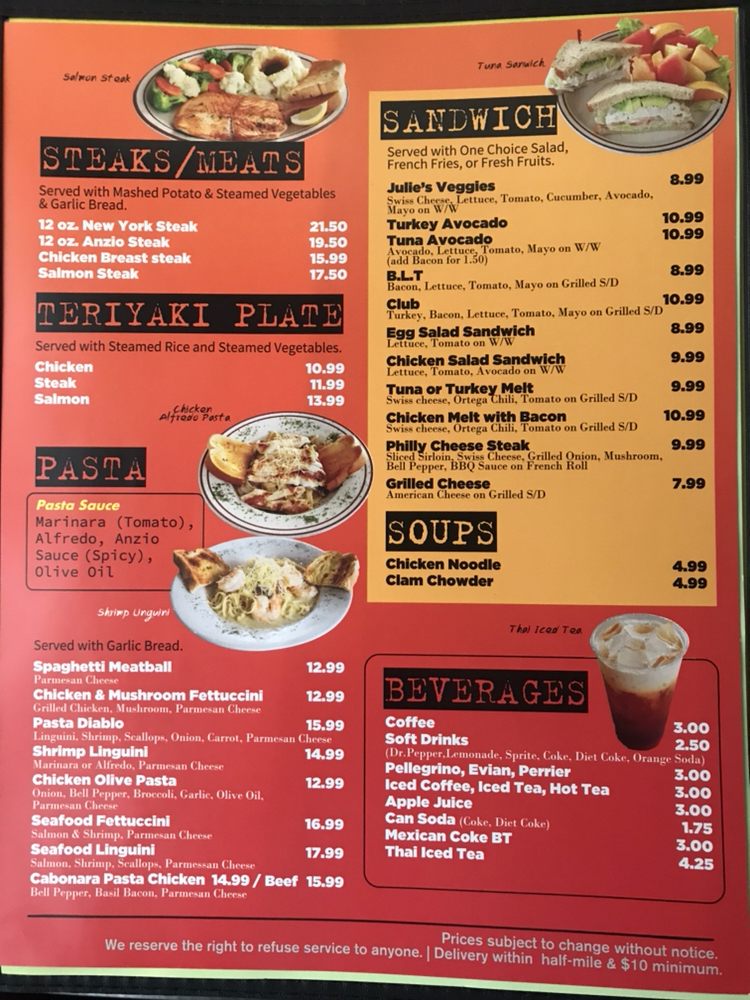 Salmon Steak
STEAKS/MEATS
Served with Mashed Potato & Steamed Vegetables
& Garlic Bread.
12 oz. New York Steak 21.50
12 oz. Anzio Steak 19.50
Chicken Breast steak 15.99
Salmon Steak 17.50
TERIYAKI PLATE
Served with Steamed Rice and Steamed Vegetables.
Chicken 10.99
Steak 11.99
Salmon 13.99
Chicken
Alfredo Pasta
PASTA
Pasta Sauce
Marinara (Tomato),
Alfredo, Anzio
Sauce (Spicy),
Olive Oil
Shrimp Linguini
Served with Garlic Bread.
Spaghetti Meatball 12.99
Parmesan Cheese
Chicken & Mushroom Fettuccini 12.99
Grilled Chicken, Mushroom, Parmesan Cheese
Pasta Diablo 15.99
Linguini, Shrimp, Scallops, Onion, Carrot, Parmesan Cheese
Shrimp Linguini 14.99
Marinara or Alfredo, Parmesan Cheese
Chicken Olive Pasta 12.99
Onion, Bell Pepper, Broccoli, Garlic, Olive Oil,
Parmesan Cheese
Seafood Fettuccini 16.99
Salmon & Shrimp, Parmesan Cheese
Seafood Linguini 17.99
Salmon, Shrimp, Scallops, Parmessan Cheese
Cabonara Pasta Chicken 14.99 / Beef 15.99
Bell Pepper, Basil Bacon, Parmesan Cheese
Tuna Sanwich
SANDWICH
Served with One Choice Salad,
French Fries, or Fresh Fruits.
Julie's Veggies 8.99
Swiss Cheese, Lettuce, Tomato, Cucumber, Avocado,
Mayo on W/W
Turkey Avocado 10.99
Tuna Avocado 10.99
Avocado, Lettuce, Tomato, Mayo on W/W
(add Bacon for 1.50)
B.L.T 8.99
Bacon, Lettuce, Tomato, Mayo on Grilled S/D
Club 10.99
Turkey, Bacon, Lettuce, Tomato, Mayo on Grilled S/D
Egg Salad Sandwich 8.99
Lettuce, Tomato on W/W
Chicken Salad Sandwich 9.99
Lettuce, Tomato, Avocado on W/W
Tuna or Turkey Melt 9.99
Swiss cheese, Ortega Chili, Tomato on Grilled S/D
Chicken Melt with Bacon 10.99
Swiss cheese, Ortega Chili, Tomato on Grilled S/D
Philly Cheese Steak 9.99
Sliced Sirloin, Swiss Cheese, Grilled Onion, Mushroom,
Bell Pepper, BBQ Sauce on French Roll
Grilled Cheese 7.99
American Cheese on Grilled S/D
SOUPS
Chicken Noodle 4.99
Clam Chowder 4.99
Thai Iced Tea
BEVERAGES
Coffee 3.00
Soft Drinks 2.50
(Dr.Pepper,Lemonade, Sprite, Coke, Diet Coke, Orange Soda)
Pellegrino, Evian, Perrier 3.00
Iced Coffee, Iced Tea, Hot Tea 3.00
Apple Juice 3.00
Can Soda (Coke, Diet Coke) 1.75
Mexican Coke BT 3.00
Thai Iced Tea 4.25
Prices subject to change without notice.
We reserve the right to refuse service to anyone. | Delivery within half-mile & $10 minimum.